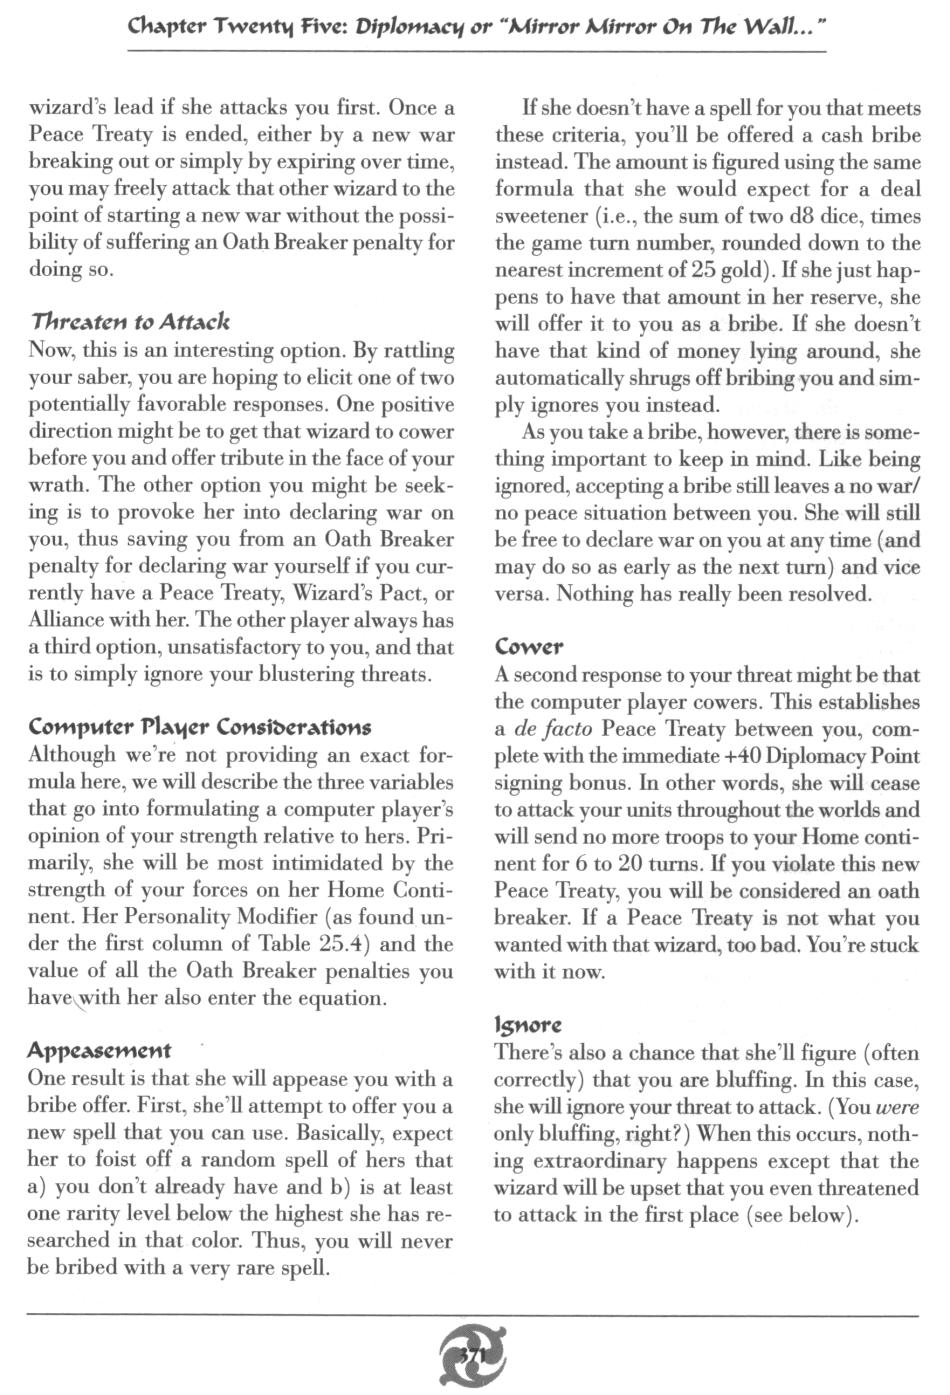 Chapter Twenty Five: Diplomacy or "Mirror Mirror On The Wall..."
wizard's lead if she attacks you first. Once a
Peace Treaty is ended, either by a new war
breaking out or simply by expiring over time,
you may freely attack that other wizard to the
point of starting a new war without the possi-
bility of suffering an Oath Breaker penalty for
doing so.
Threaten to Attack
Now, this is an interesting option. By rattling
your saber, you are hoping to elicit one of two
potentially favorable responses. One positive
direction might be to get that wizard to cower
before you and offer tribute in the face of your
wrath. The other option you might be seek-
ing is to provoke her into declaring war on
you, thus saving you from an Oath Breaker
penalty for declaring war yourself if you cur-
rently have a Peace Treaty, Wizard's Pact, or
Alliance with her. The other player always has
a third option, unsatisfactory to you, and that
is to simply ignore your blustering threats.
Computer Player Considerations
Although we're not providing an exact for-
mula here, we will describe the three variables
that go into formulating a computer player's
opinion of your strength relative to hers. Pri-
marily, she will be most intimidated by the
strength of your forces on her Home Conti-
nent. Her Personality Modifier (as found un-
der the first column of Table 25.4) and the
value of all the Oath Breaker penalties you
have with her also enter the equation.
Appeasement
One result is that she will appease you with a
bribe offer. First, she'll attempt to offer you a
new spell that you can use. Basically, expect
her to foist off a random spell of hers that
a) you don't already have and b) is at least
one rarity level below the highest she has re-
searched in that color. Thus, you will never
be bribed with a very rare spell.
If she doesn't have a spell for you that meets
these criteria, you'll be offered a cash bribe
instead. The amount is figured using the same
formula that she would expect for a deal
sweetener (i.e., the sum of two d8 dice, times
the game turn number, rounded down to the
nearest increment of 25 gold). If she just hap-
pens to have that amount in her reserve, she
will offer it to you as a bribe. If she doesn't
have that kind of money lying around, she
automatically shrugs off bribing you and sim-
ply ignores you instead.
As you take a bribe, however, there is some-
thing important to keep in mind. Like being
ignored, accepting a bribe still leaves a no war/
no peace situation between you. She will still
be free to declare war on you at any time (and
may do so as early as the next turn) and vice
versa. Nothing has really been resolved.
Cower
A second response to your threat might be that
the computer player cowers. This establishes
a de facto Peace Treaty between you, com-
plete with the immediate +40 Diplomacy Point
signing bonus. In other words, she will cease
to attack your units throughout the worlds and
will send no more troops to your Home conti-
nent for 6 to 20 turns. If you violate this new
Peace Treaty, you will be considered an oath
breaker. If a Peace Treaty is not what you
wanted with that wizard, too bad. You're stuck
with it now.
Ignore
There's also a chance that she'll figure (often
correctly) that you are bluffing. In this case,
she will ignore your threat to attack. (You were
only bluffing, right?) When this occurs, noth-
ing extraordinary happens except that the
wizard will be upset that you even threatened
to attack in the first place (see below).
371